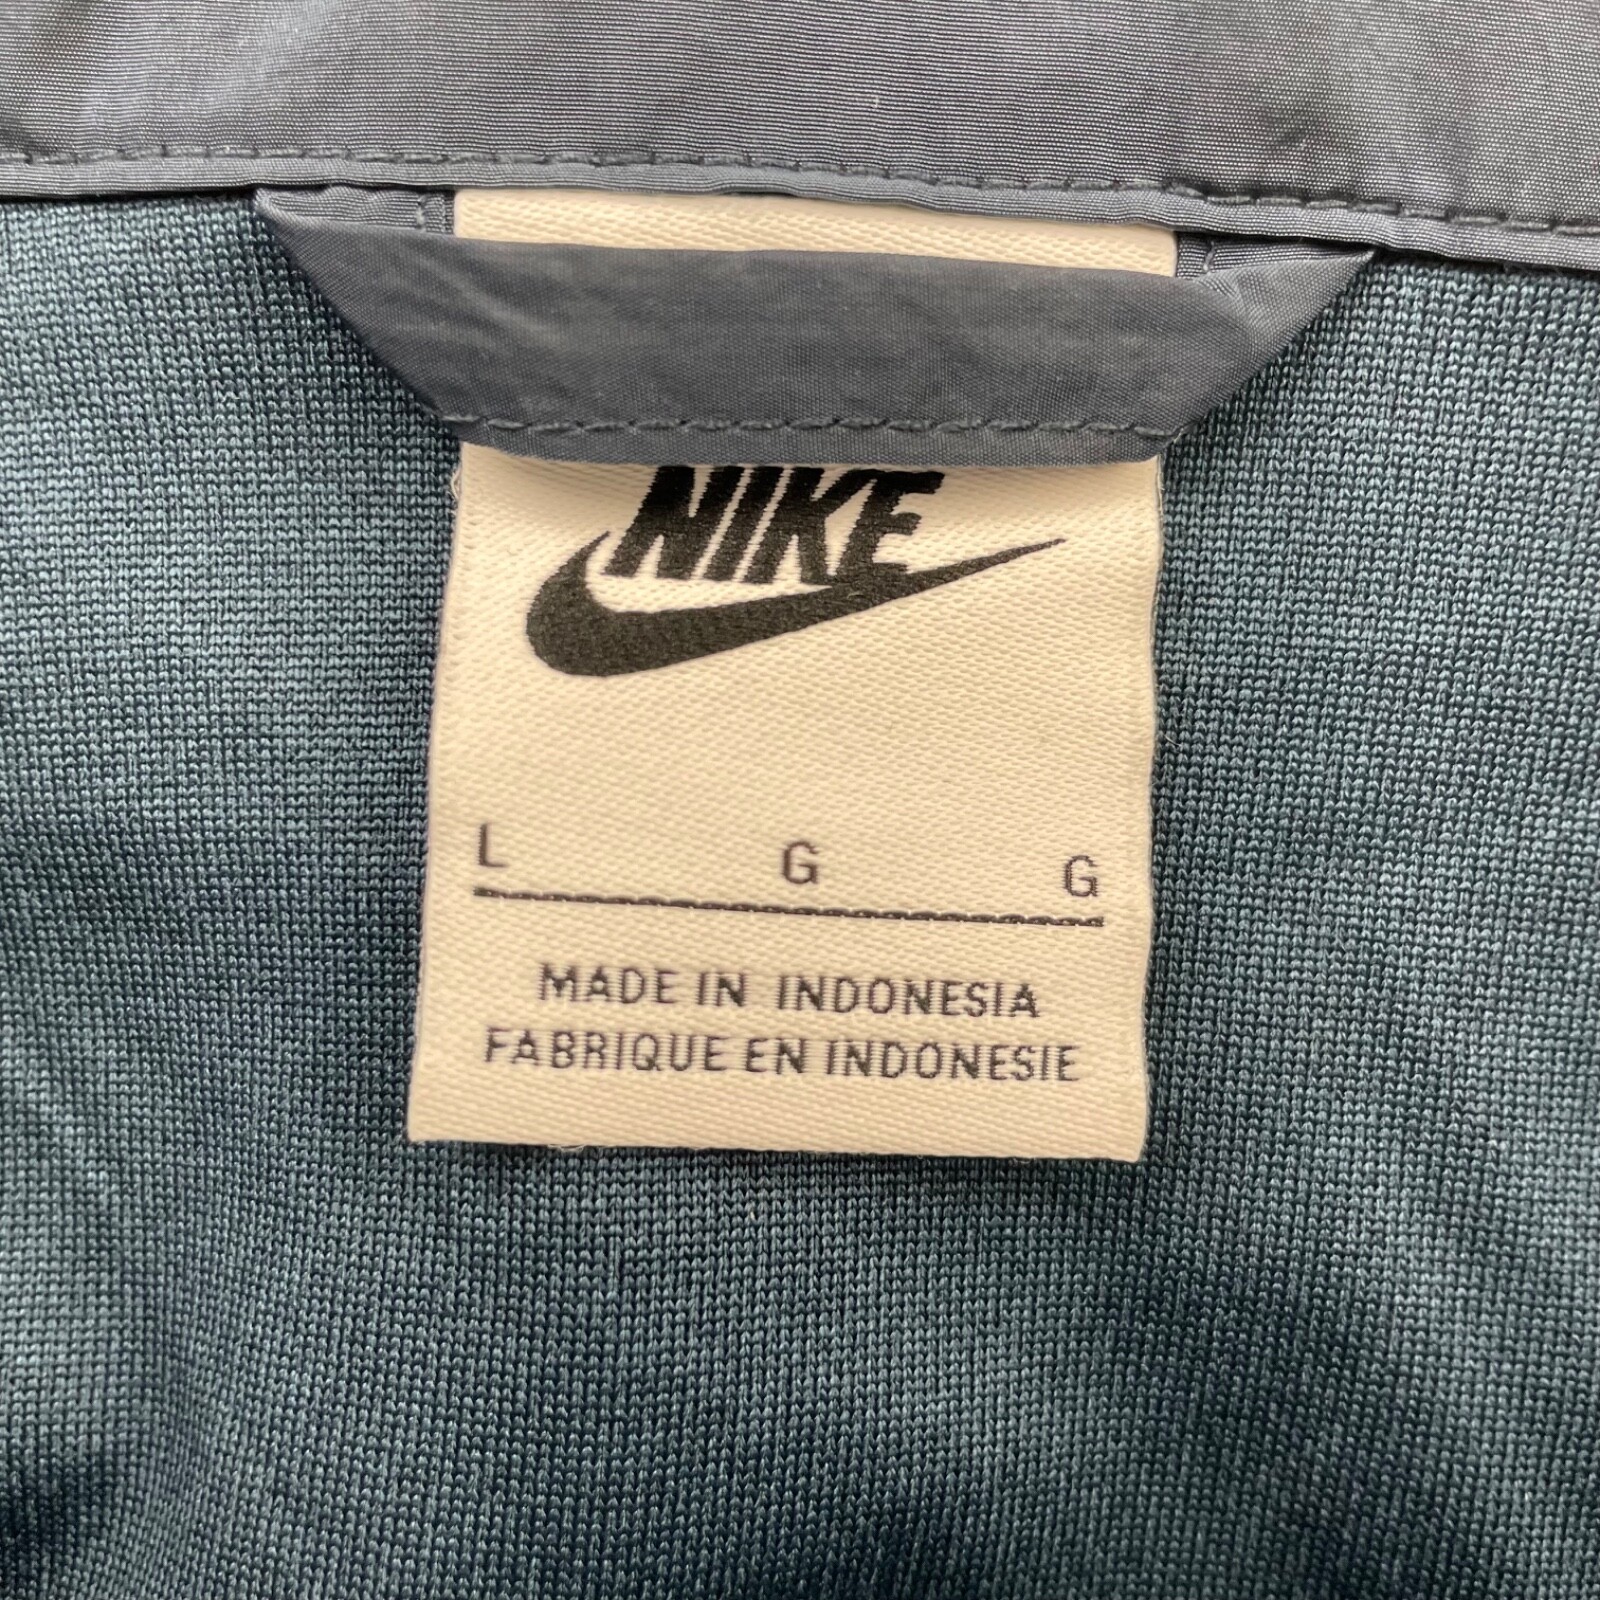 NIKE
L G G
MADE IN INDONESIA
FABRIQUE EN INDONESIE